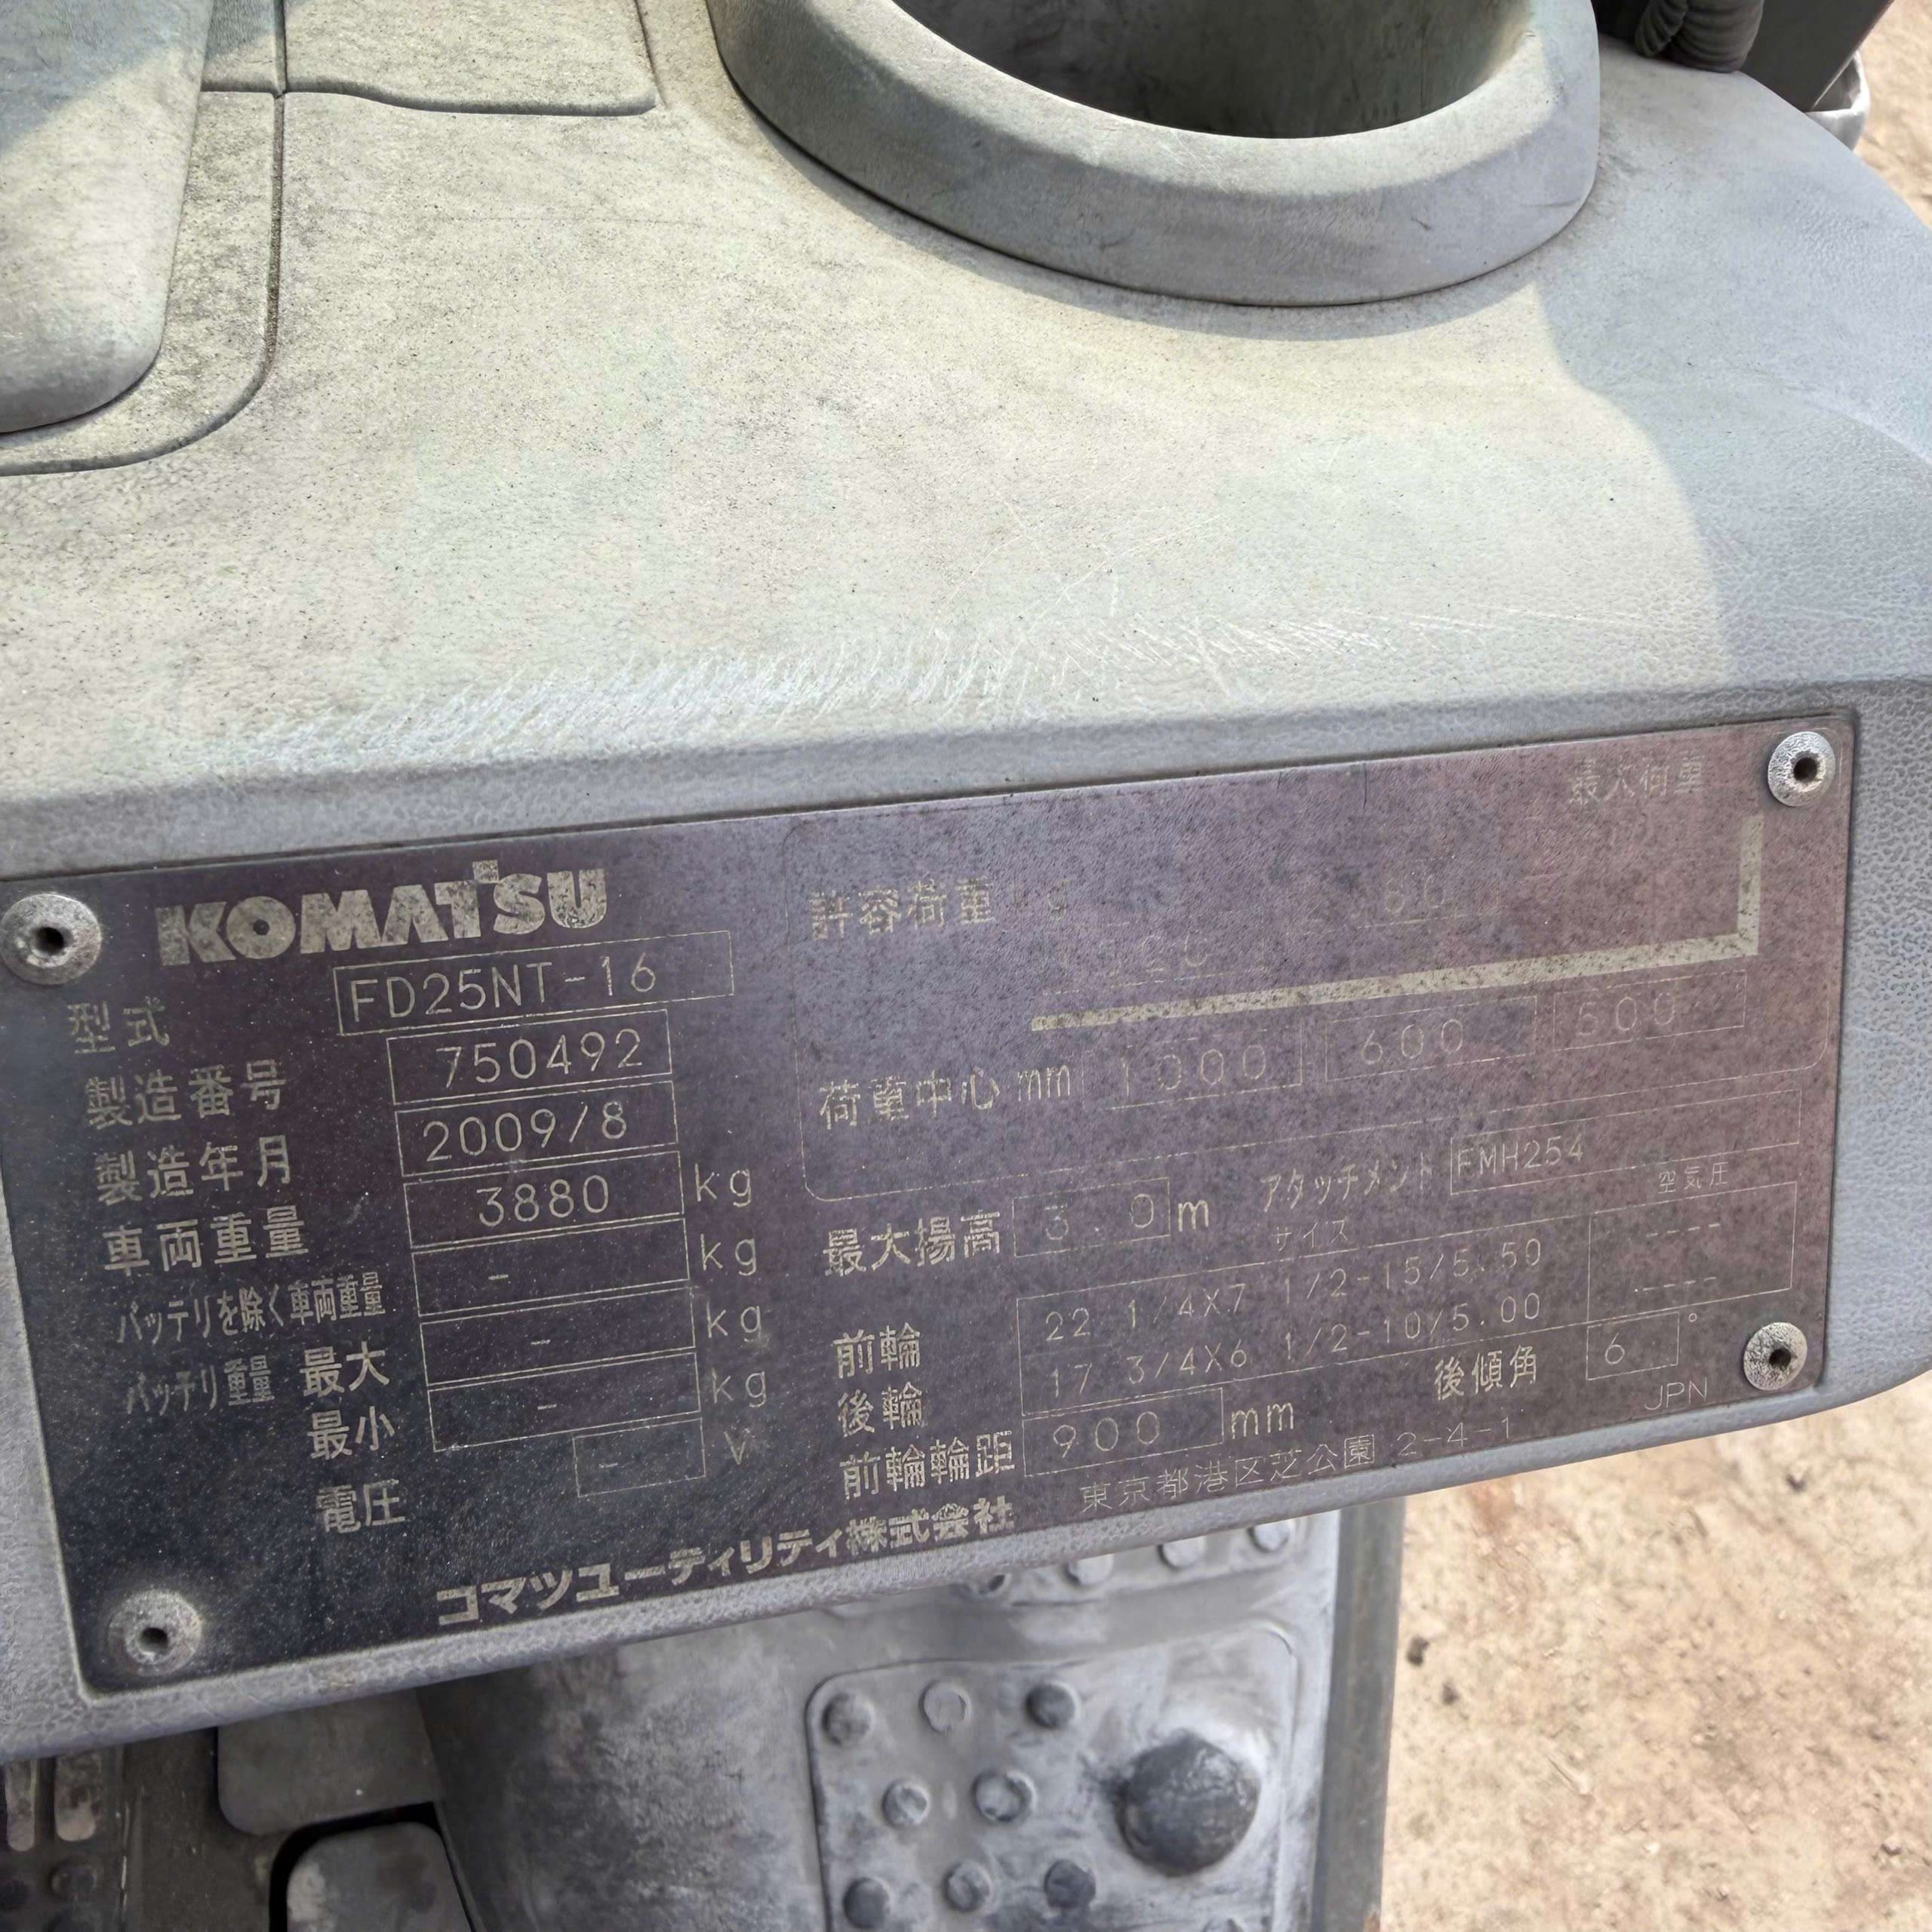 KOMATSU
型式 FD25NT-16
製造番号 750492
製造年月 2009/8
車両重量 3880 kg
バッテリを除く車両重量 - kg
バッテリ重量 最大 - kg
最小 - kg
電圧 - V
最大荷重
許容荷重 kg
荷重中心 mm 1000 600 500
最大揚高 3.0 m アタッチメント FMH254
サイズ 空気圧
前輪 22 1/4X7 1/2-15/5.50 ----
後輪 17 3/4X6 1/2-10/5.00 ----
前輪輪距 900 mm 後傾角 6°
JPN
コマツユーティリティ株式会社 東京都港区芝公園 2-4-1